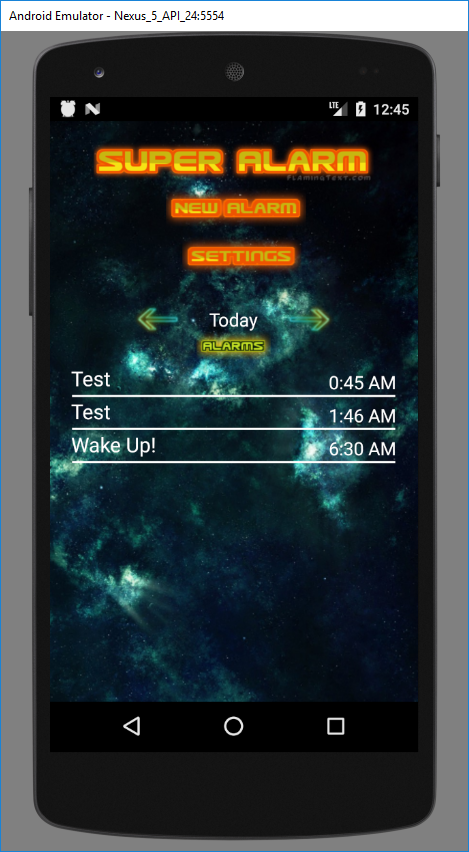 Android Emulator - Nexus_5_API_24:5554
LTE 12:45
SUPER ALARM
FlamingText.com
NEW ALARM
SETTINGS
Today
ALARMS
Test 0:45 AM
Test 1:46 AM
Wake Up! 6:30 AM